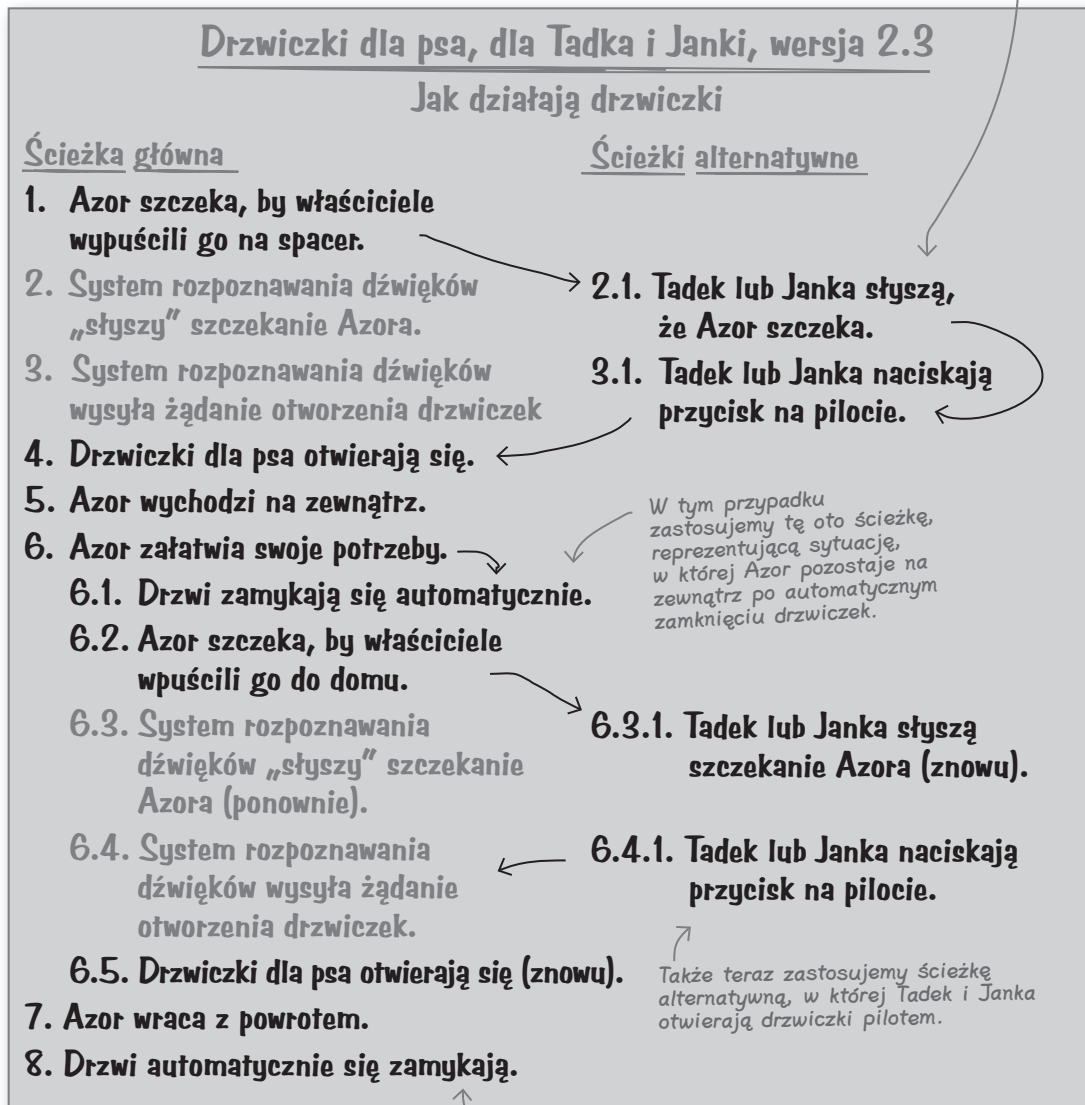 Drzwiczki dla psa, dla Tadka i Janki, wersja 2.3
Jak działają drzwiczki
Ścieżka główna
1. Azor szczeka, by właściciele
wypuścili go na spacer.
2. System rozpoznawania dźwięków
„słyszy” szczekanie Azora.
3. System rozpoznawania dźwięków
wysyła żądanie otworzenia drzwiczek
4. Drzwiczki dla psa otwierają się.
5. Azor wychodzi na zewnątrz.
6. Azor załatwia swoje potrzeby.
6.1. Drzwi zamykają się automatycznie.
6.2. Azor szczeka, by właściciele
wpuścili go do domu.
6.3. System rozpoznawania
dźwięków „słyszy” szczekanie
Azora (ponownie).
6.4. System rozpoznawania
dźwięków wysyła żądanie
otworzenia drzwiczek.
6.5. Drzwiczki dla psa otwierają się (znowu).
7. Azor wraca z powrotem.
8. Drzwi automatycznie się zamykają.
Ścieżki alternatywne
2.1. Tadek lub Janka słyszą,
że Azor szczeka.
3.1. Tadek lub Janka naciskają
przycisk na pilocie.
W tym przypadku
zastosujemy tę oto ścieżkę,
reprezentującą sytuację,
w której Azor pozostaje na
zewnątrz po automatycznym
zamknięciu drzwiczek.
6.3.1. Tadek lub Janka słyszą
szczekanie Azora (znowu).
6.4.1. Tadek lub Janka naciskają
przycisk na pilocie.
Także teraz zastosujemy ścieżkę
alternatywną, w której Tadek i Janka
otwierają drzwiczki pilotem.